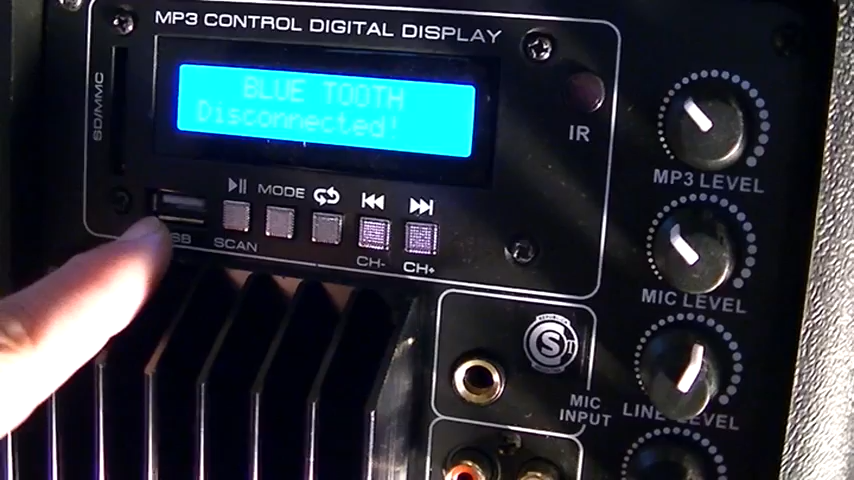 MP3 CONTROL DIGITAL DISPLAY
SD/MMC
BLUE TOOTH
Disconnected!
IR
MP3 LEVEL
MODE
SCAN
CH-
CH+
MIC LEVEL
MIC
INPUT